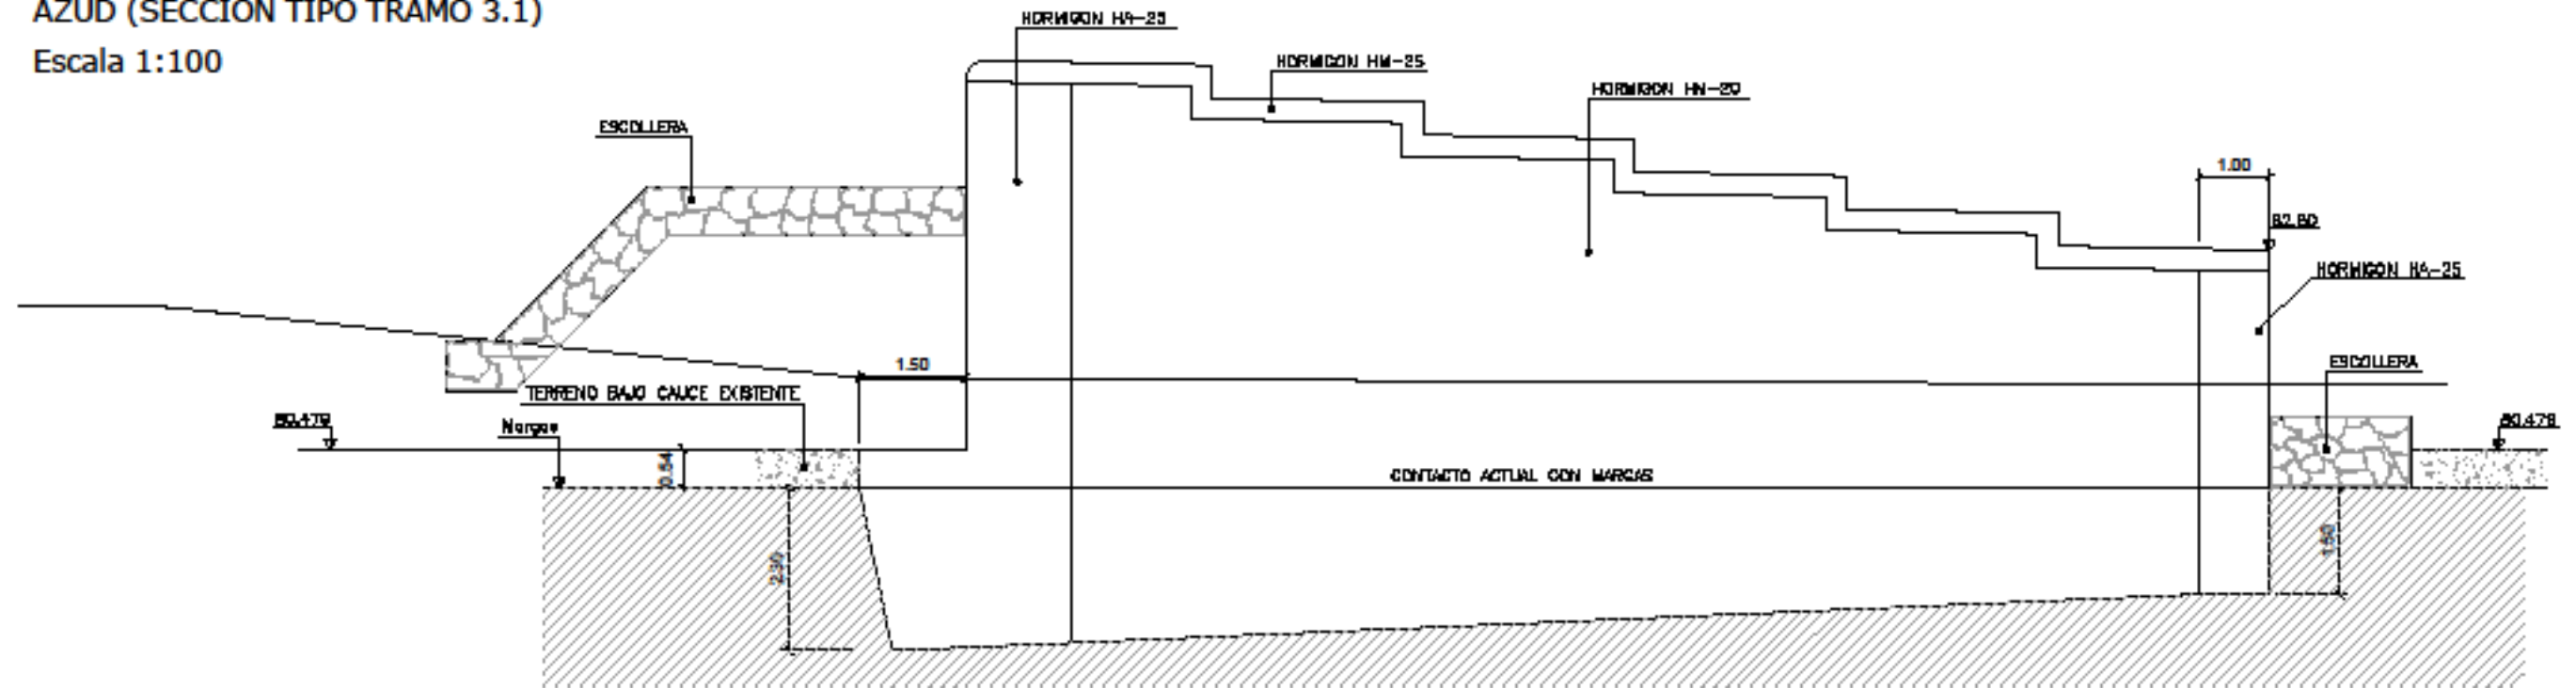 AZUD (SECCION TIPO TRAMO 3.1)
Escala 1:100
HORMIGON HA-25
HORMIGON HM-25
HORMIGON HM-20
ESCOLLERA
1.00
82.80
HORMIGON HA-25
ESCOLLERA
1.50
TERRENO BAJO CAUCE EXISTENTE
80.479
Margas
0.54
80.479
CONTACTO ACTUAL CON MARGAS
2.30
1.50